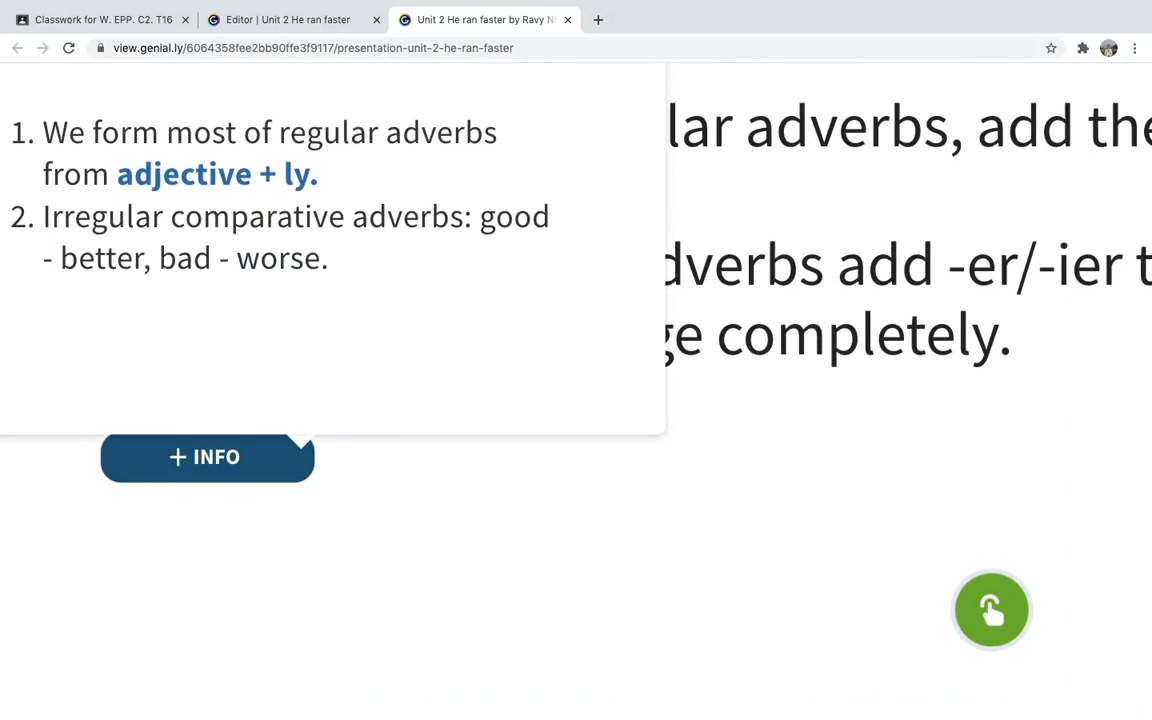 Classwork for W. EPP. C2. T16
Editor | Unit 2 He ran faster
Unit 2 He ran faster by Ravy
view.genial.ly/6064358fee2bb90ffe3f9117/presentation-unit-2-he-ran-faster
1. We form most of regular adverbs
from adjective + ly.
2. Irregular comparative adverbs: good
- better, bad - worse.
lar adverbs, add the
dverbs add -er/-ier t
ge completely.
+ INFO